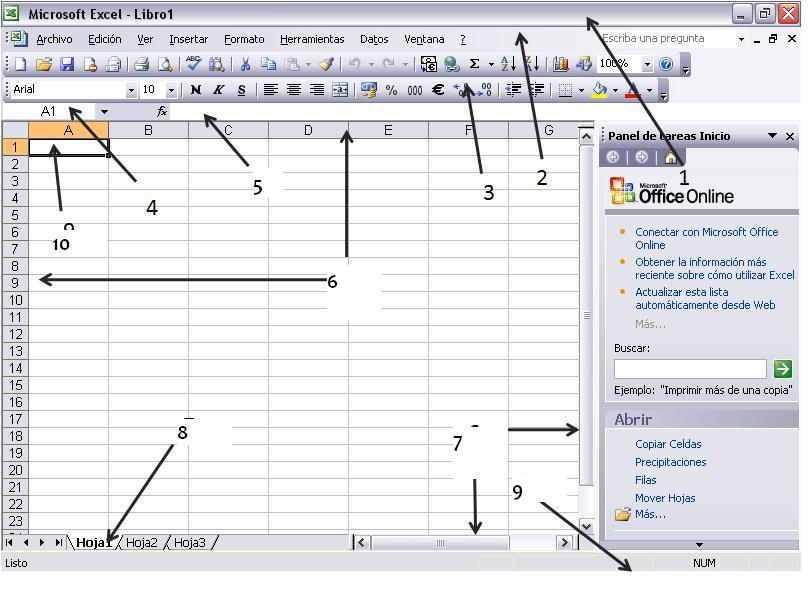 Microsoft Excel - Libro1
Archivo Edición Ver Insertar Formato Herramientas Datos Ventana ? Escriba una pregunta
100%
Arial 10 N K S % 000 €
A1 fx
A B C D E F G
1
2
3
4
5
6
7
8
9
10
11
12
13
14
15
16
17
18
19
20
21
22
23
4
5
3
2
1
10
6
8
7
9
Panel de tareas Inicio
Microsoft
Office Online
Conectar con Microsoft Office
Online
Obtener la información más
reciente sobre cómo utilizar Excel
Actualizar esta lista
automáticamente desde Web
Más...
Buscar:
Ejemplo: "Imprimir más de una copia"
Abrir
Copiar Celdas
Precipitaciones
Filas
Mover Hojas
Más...
Hoja1 Hoja2 Hoja3
Listo NUM